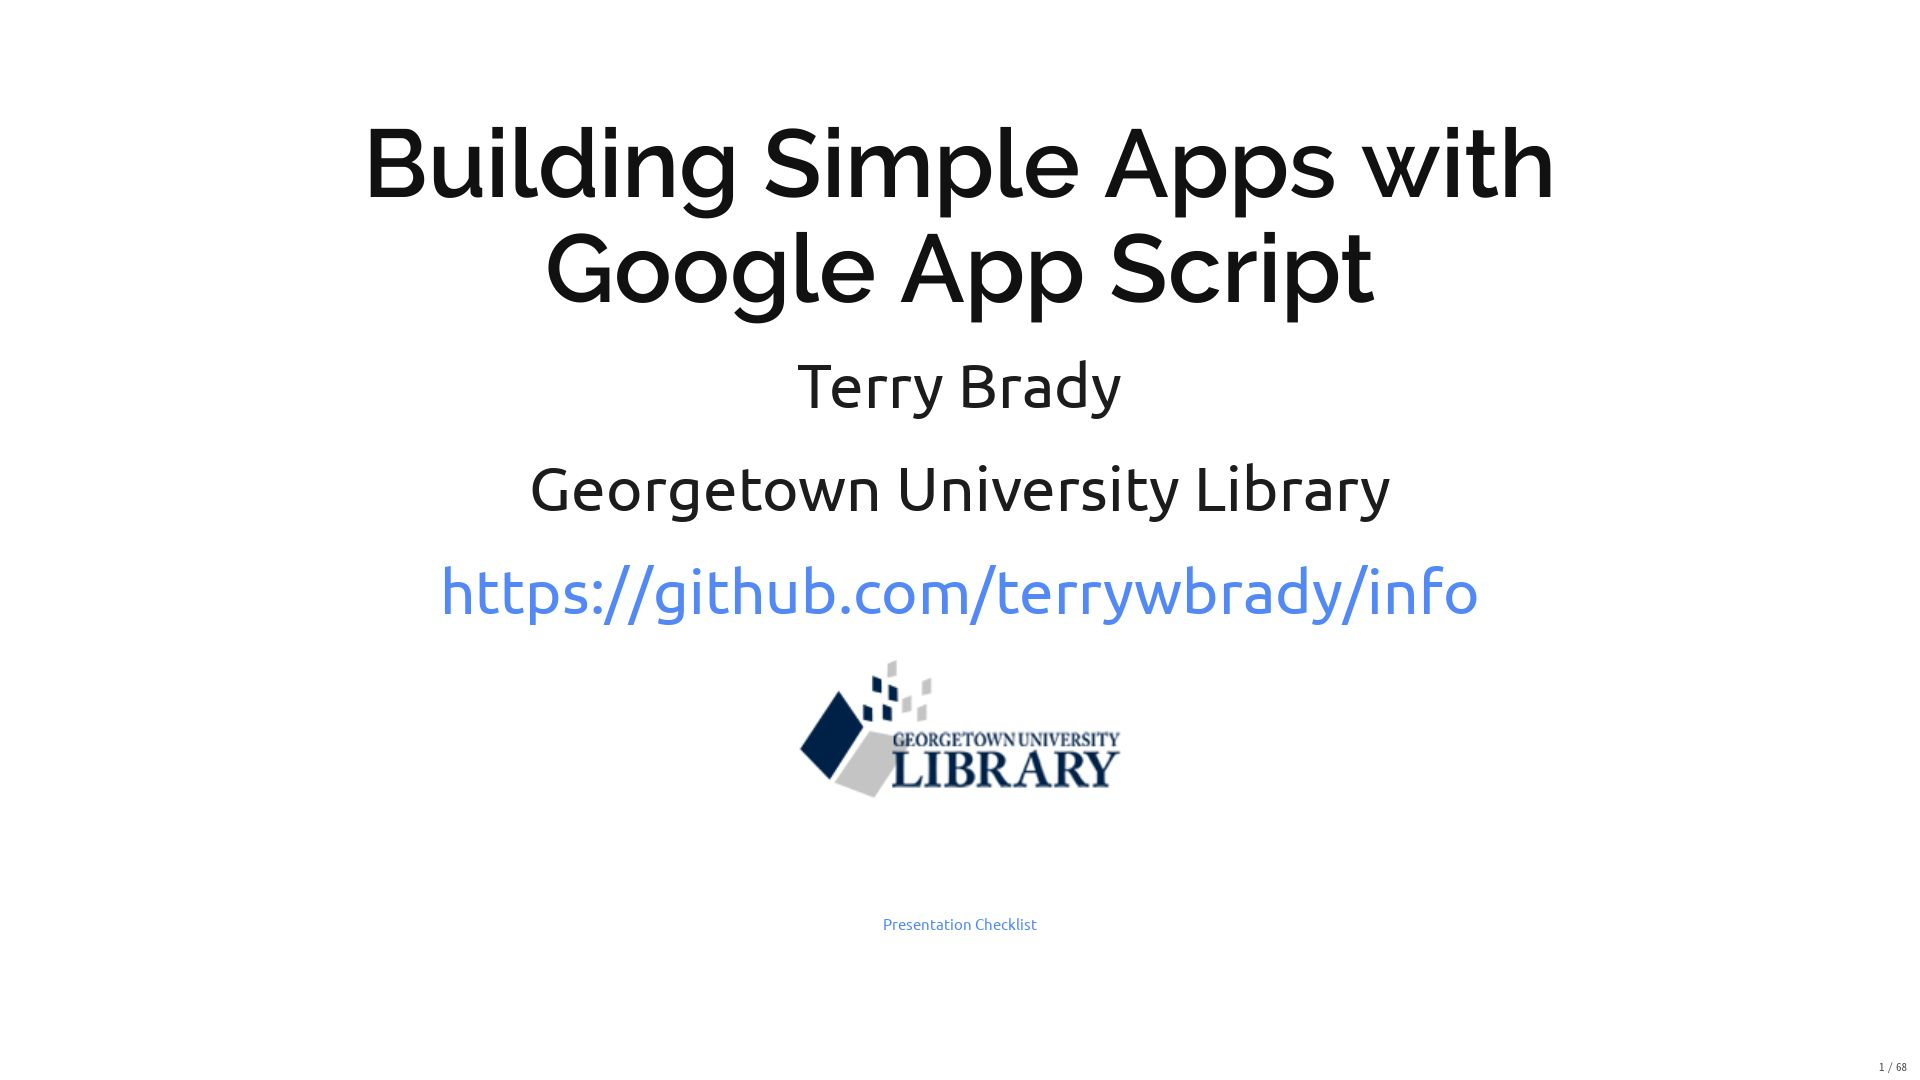 Building Simple Apps with
Google App Script
Terry Brady
Georgetown University Library
https://github.com/terrywbrady/info
GEORGETOWN UNIVERSITY
LIBRARY
Presentation Checklist
1 / 68